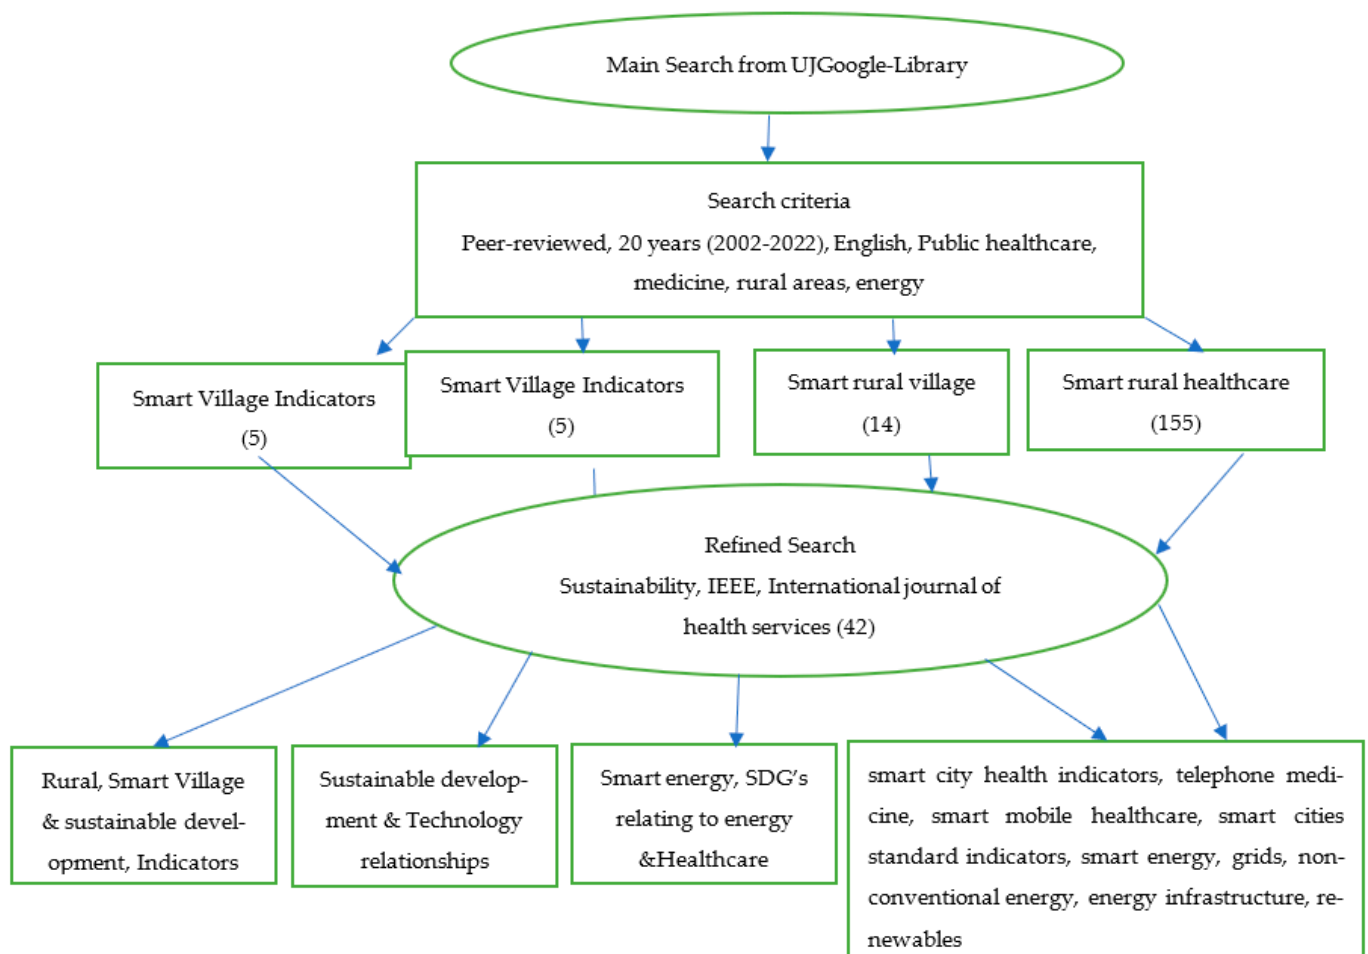 Main Search from UJGoogle-Library
Search criteria
Peer-reviewed, 20 years (2002-2022), English, Public healthcare,
medicine, rural areas, energy
Smart Village Indicators
(5)
Smart Village Indicators
(5)
Smart rural village
(14)
Smart rural healthcare
(155)
Refined Search
Sustainability, IEEE, International journal of
health services (42)
Rural, Smart Village
& sustainable devel-
opment, Indicators
Sustainable develop-
ment & Technology
relationships
Smart energy, SDG's
relating to energy
&Healthcare
smart city health indicators, telephone medi-
cine, smart mobile healthcare, smart cities
standard indicators, smart energy, grids, non-
conventional energy, energy infrastructure, re-
newables